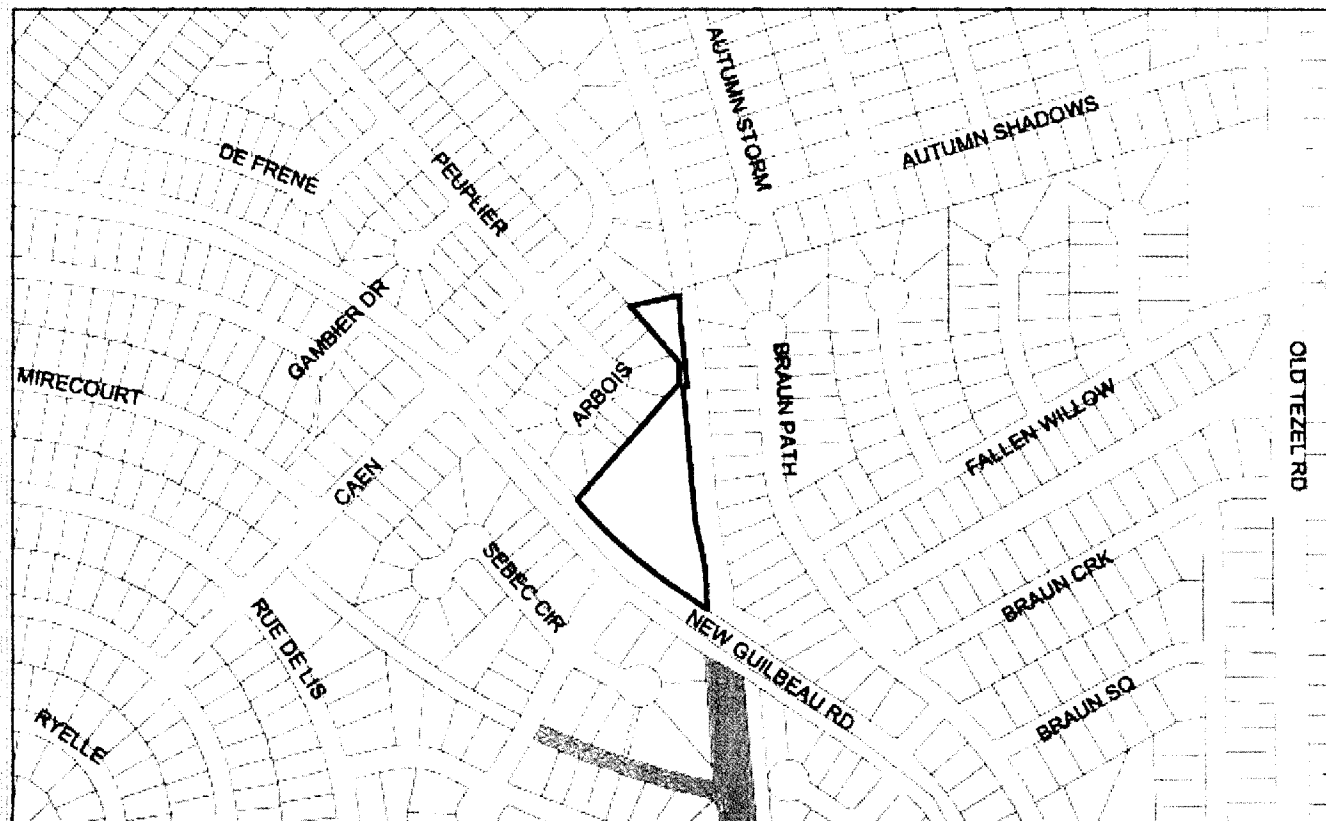 AUTUMN STORM
AUTUMN SHADOWS
DE FRENE
PEUPLIER
GAMBIER DR
MIRECOURT
ARBOIS
BRAUN PATH
OLD TEZEL RD
FALLEN WILLOW
CAEN
SEBEC CIR
BRAUN CRK
RUE DE LIS
NEW GUILBEAU RD
BRAUN SQ
RYELLE